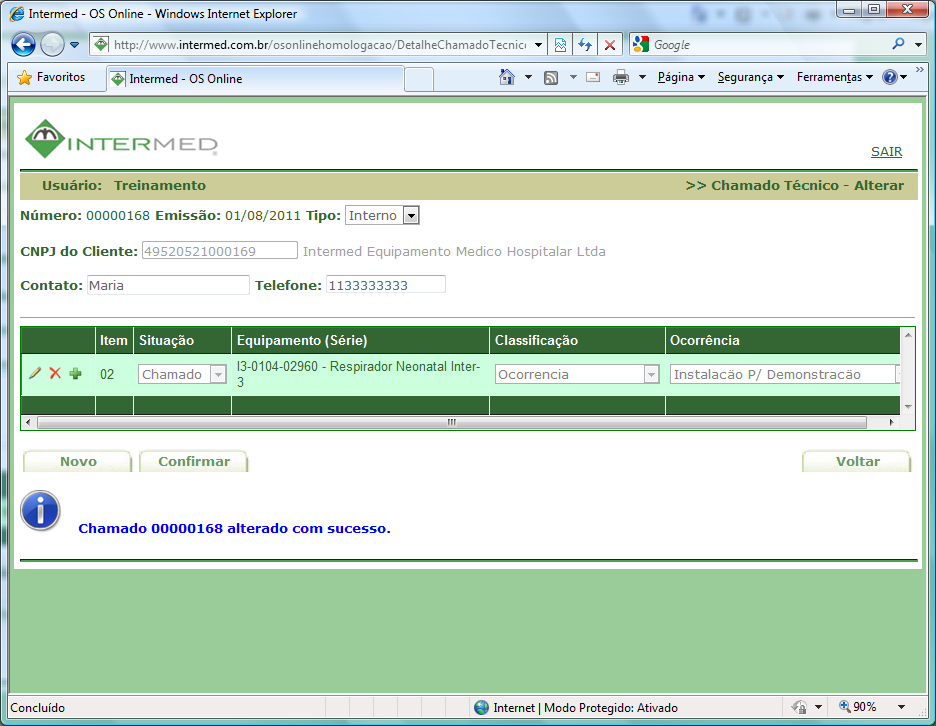 Intermed - OS Online - Windows Internet Explorer
http://www.intermed.com.br/osonlinehomologacao/DetalheChamadoTecnico
Google
Favoritos
Intermed - OS Online
Página
Segurança
Ferramentas
INTERMED
SAIR
Usuário: Treinamento
>> Chamado Técnico - Alterar
Número: 00000168 Emissão: 01/08/2011 Tipo: Interno
CNPJ do Cliente: 49520521000169 Intermed Equipamento Medico Hospitalar Ltda
Contato: Maria Telefone: 1133333333
Item Situação Equipamento (Série) Classificação Ocorrência
02 Chamado I3-0104-02960 - Respirador Neonatal Inter-
3 Ocorrencia Instalacão P/ Demonstracão
Novo
Confirmar
Voltar
Chamado 00000168 alterado com sucesso.
Concluído
Internet | Modo Protegido: Ativado
90%